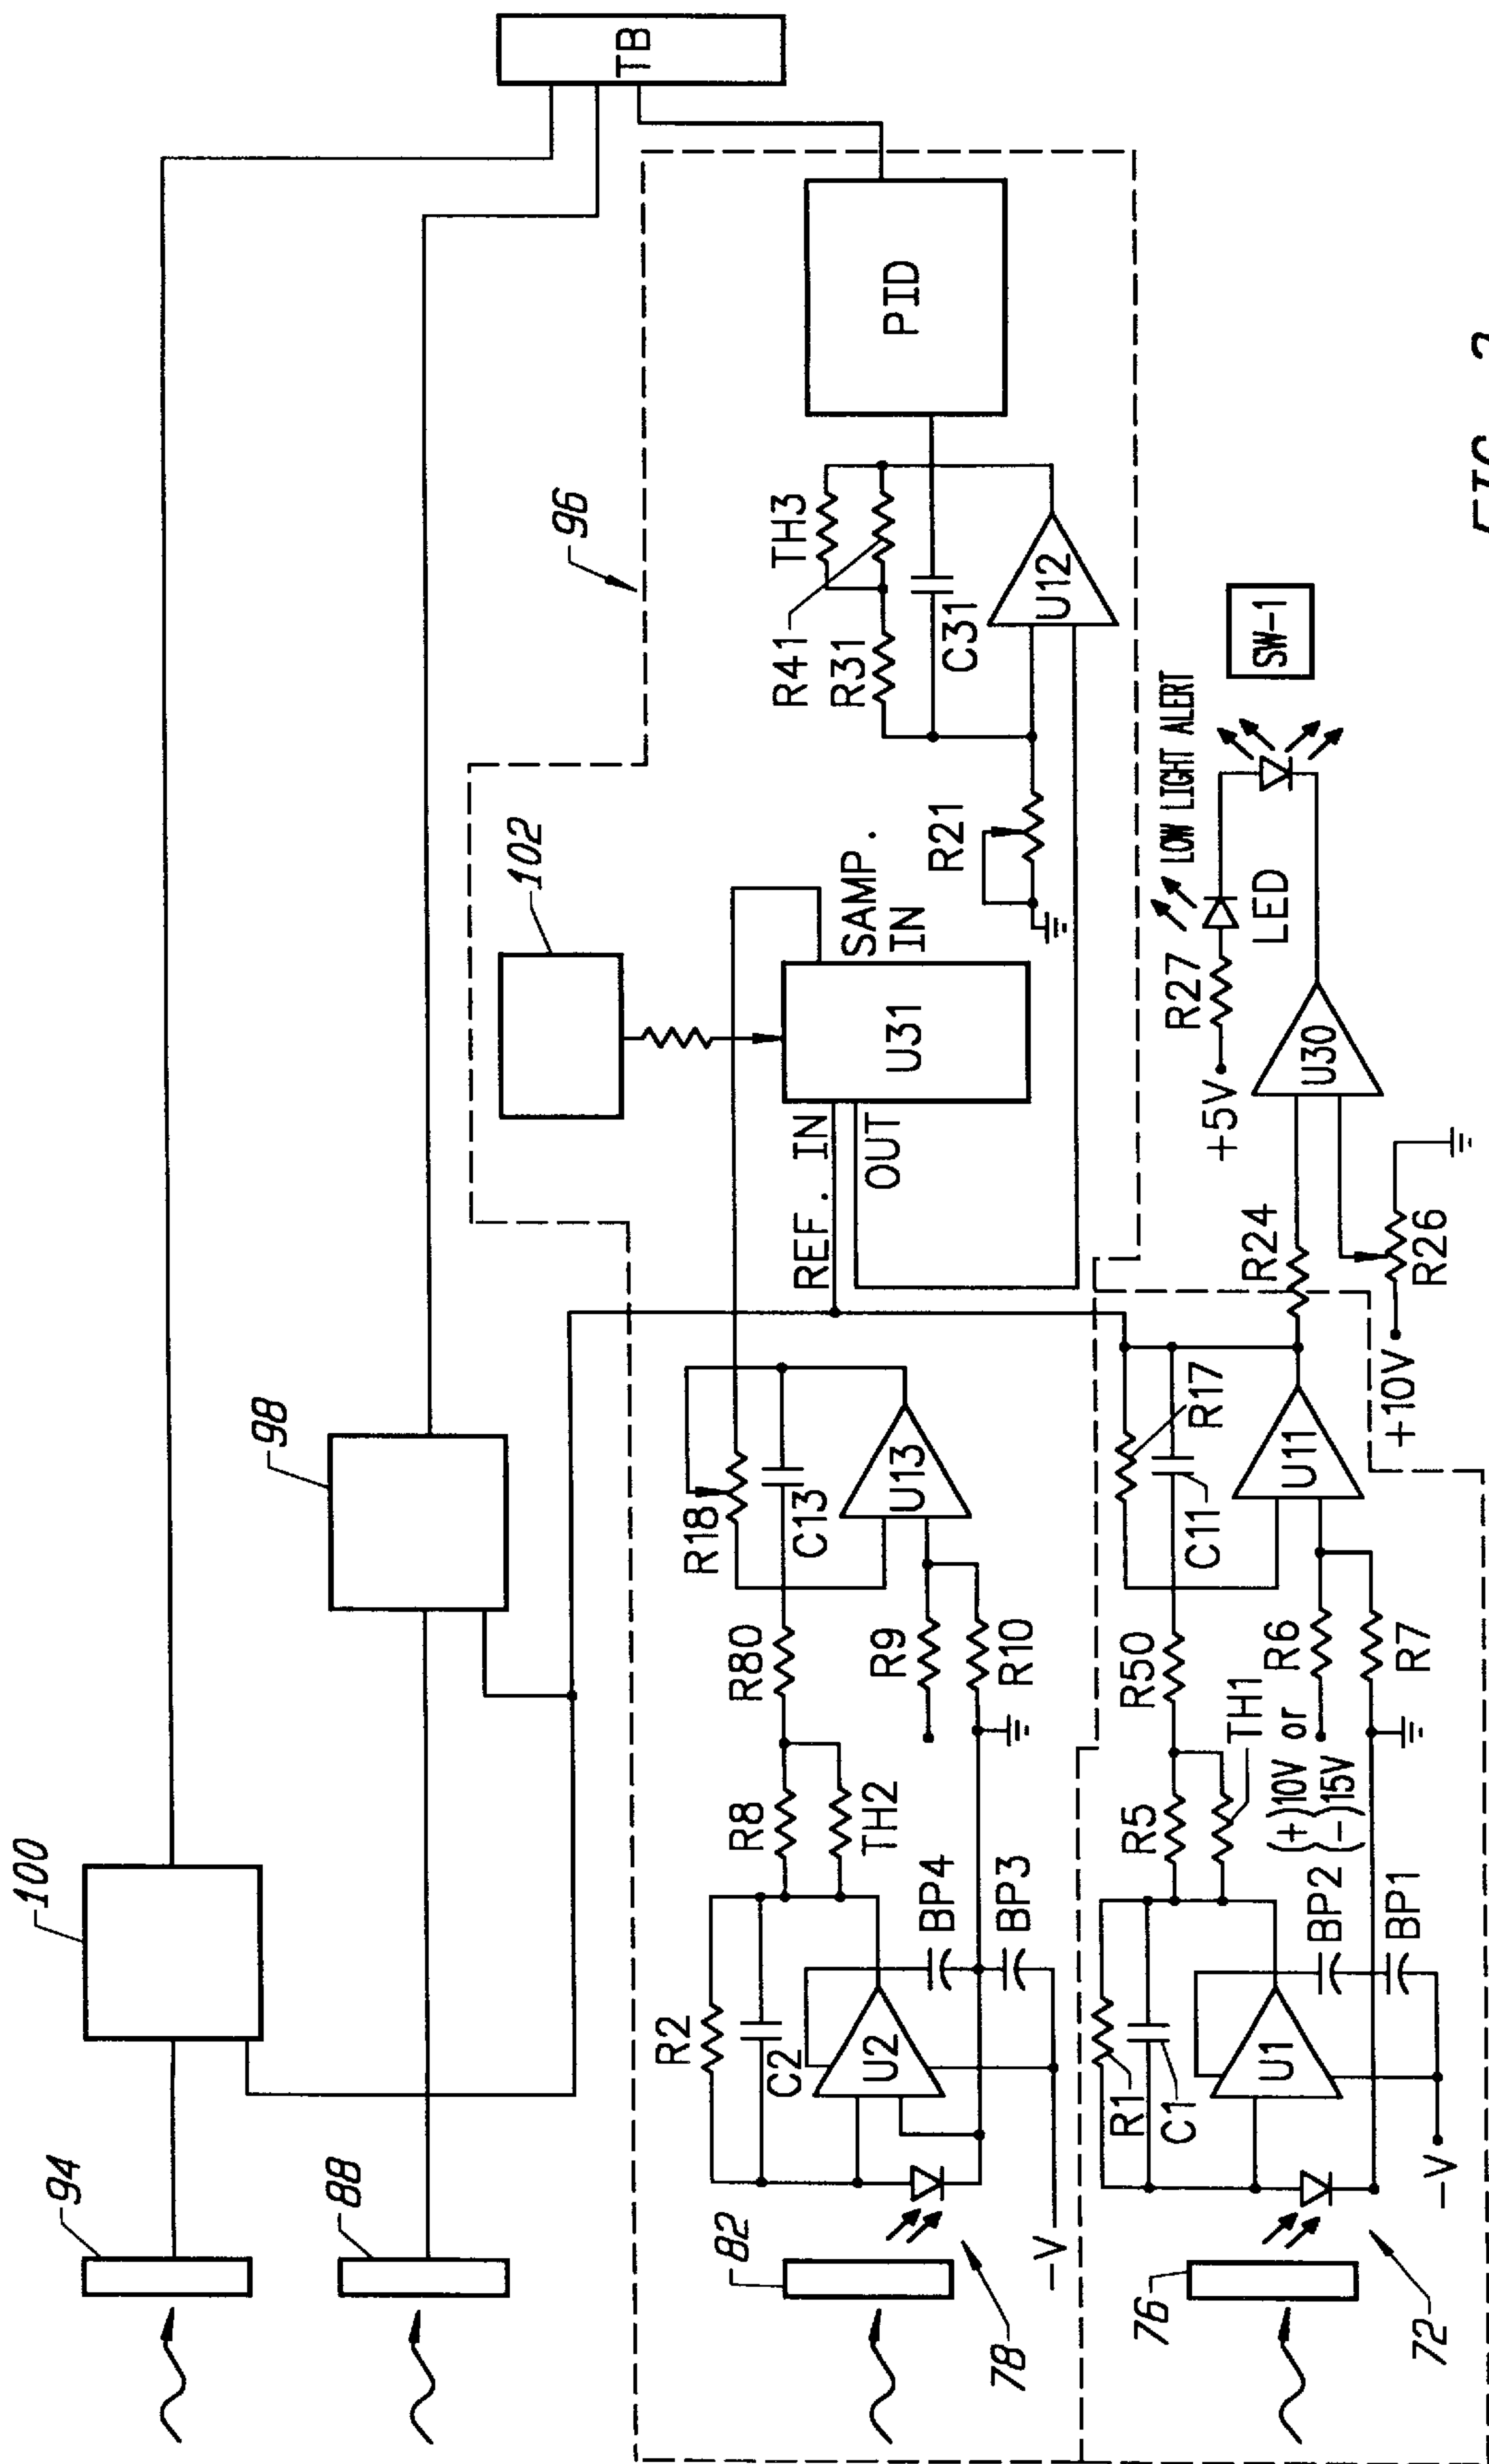 94
100
98
TB
88
102
96
82
R2
C2
U2
R8
TH2
BP4
BP3
-V
78
R80
R18
C13
U13
R9
R10
REF. IN
OUT
U31
SAMP.
IN
R21
R41
TH3
R31
C31
U12
PID
76
72
R1
C1
U1
R5
TH1
BP2
BP1
-V
(+)10V or
(-)15V
R50
R6
R7
C11
R17
U11
R24
+10V
R26
+5V
R27
LED
LOW LIGHT ALERT
U30
SW-1